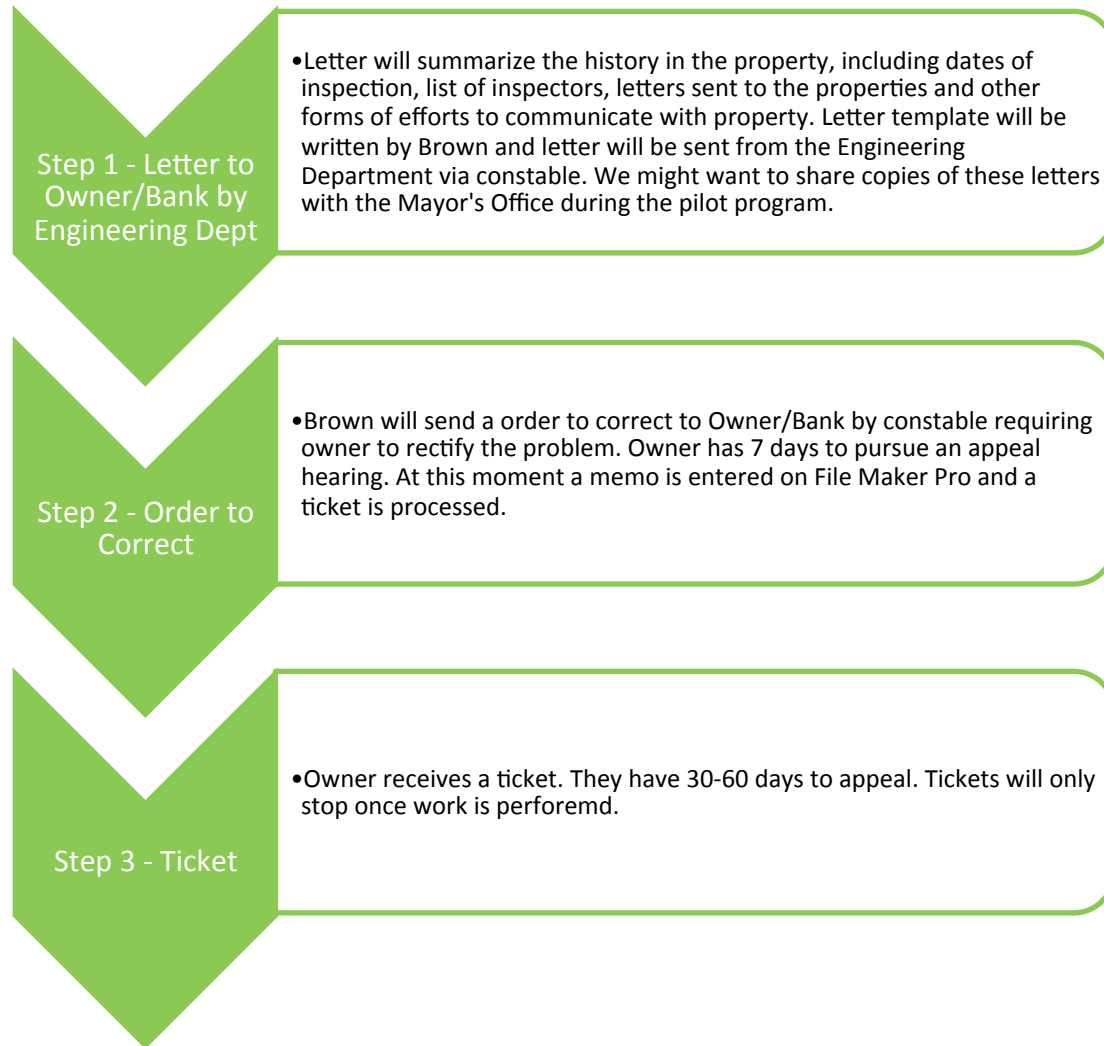 Step 1 - Letter to
Owner/Bank by
Engineering Dept
•Letter will summarize the history in the property, including dates of
inspection, list of inspectors, letters sent to the properties and other
forms of efforts to communicate with property. Letter template will be
written by Brown and letter will be sent from the Engineering
Department via constable. We might want to share copies of these letters
with the Mayor's Office during the pilot program.
Step 2 - Order to
Correct
•Brown will send a order to correct to Owner/Bank by constable requiring
owner to rectify the problem. Owner has 7 days to pursue an appeal
hearing. At this moment a memo is entered on File Maker Pro and a
ticket is processed.
Step 3 - Ticket
•Owner receives a ticket. They have 30-60 days to appeal. Tickets will only
stop once work is perforemd.